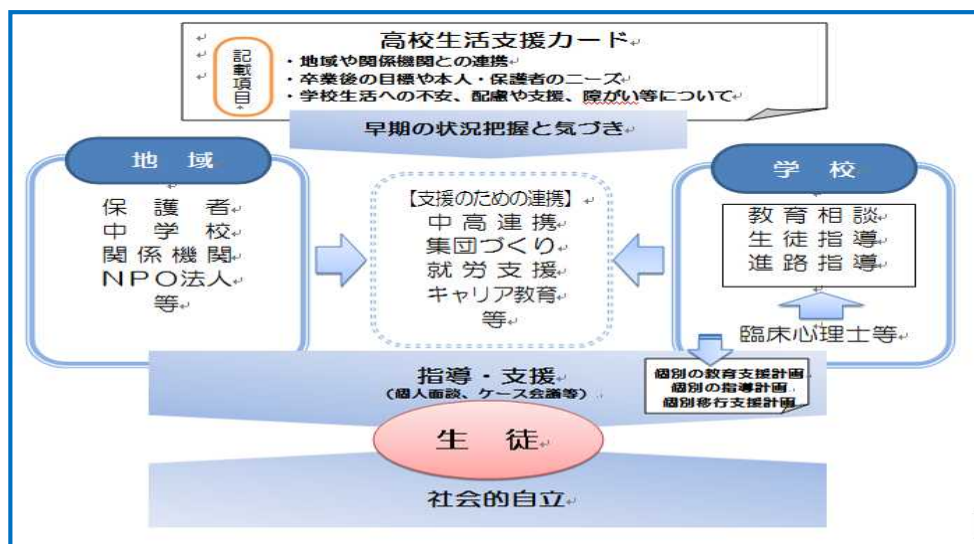 高校生活支援カード
記載項目
・地域や関係機関との連携
・卒業後の目標や本人・保護者のニーズ
・学校生活への不安、配慮や支援、障がい等について
早期の状況把握と気づき
地 域
保 護 者
中 学 校
関係機関
NPO法人
等
【支援のための連携】
中高連携
集団づくり
就労支援
キャリア教育
等
学 校
教育相談
生徒指導
進路指導
臨床心理士等
個別の教育支援計画
個別の指導計画
個別移行支援計画
指導・支援
(個人面談、ケース会議等)
生 徒
社会的自立